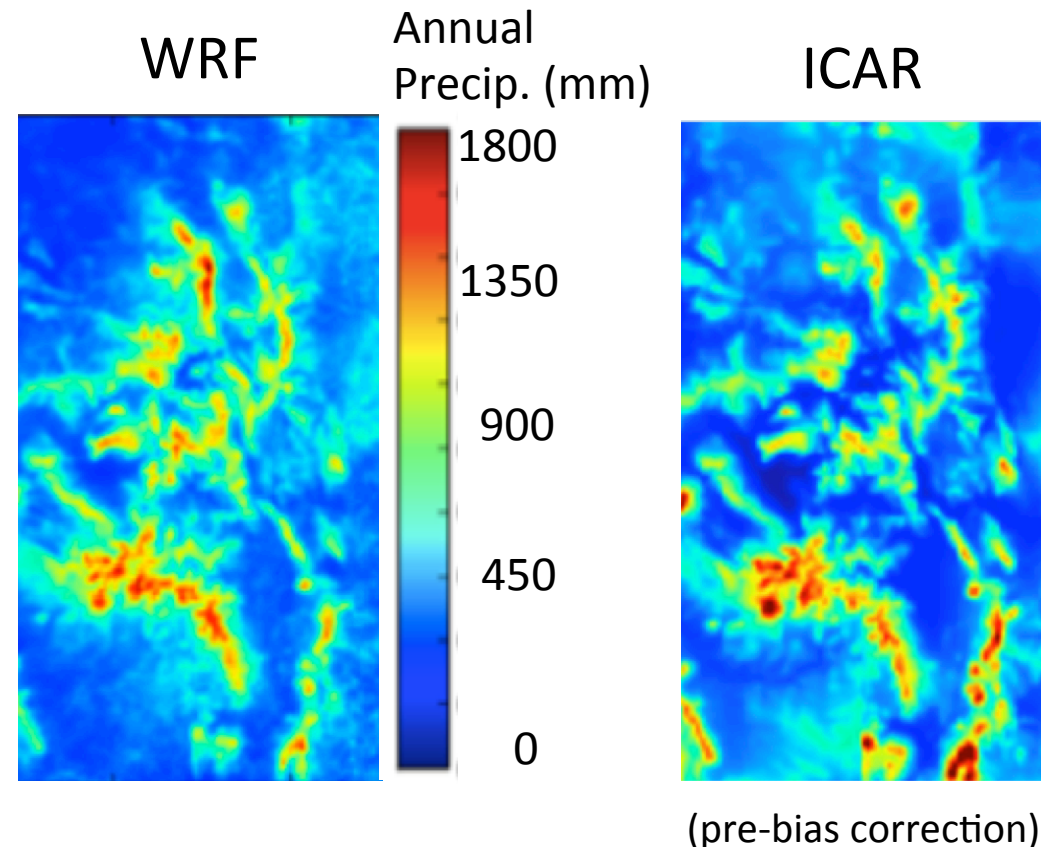 WRF
Annual
Precip. (mm)
ICAR
1800
1350
900
450
0
(pre-bias correction)